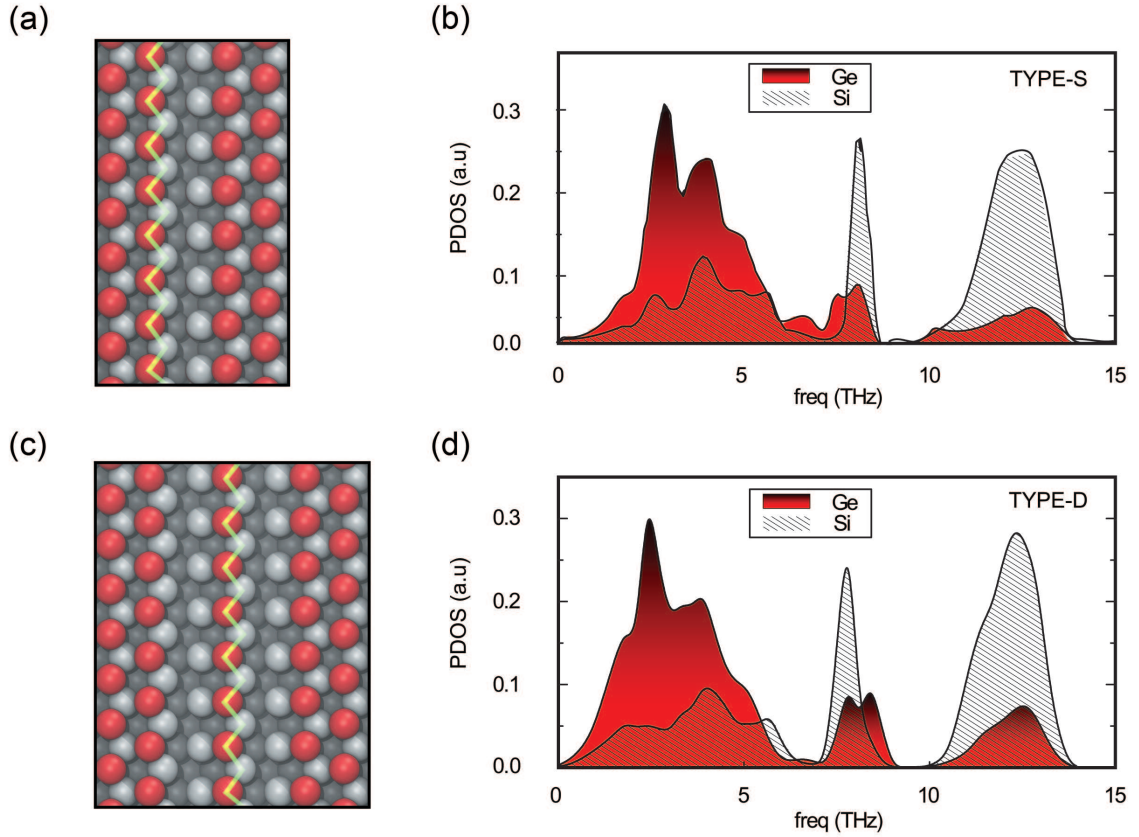 (a)
(b)
TYPE-S
Ge
Si
PDOS (a.u)
0.3
0.2
0.1
0.0
0
5
10
15
freq (THz)
(c)
(d)
TYPE-D
Ge
Si
PDOS (a.u)
0.3
0.2
0.1
0.0
0
5
10
15
freq (THz)